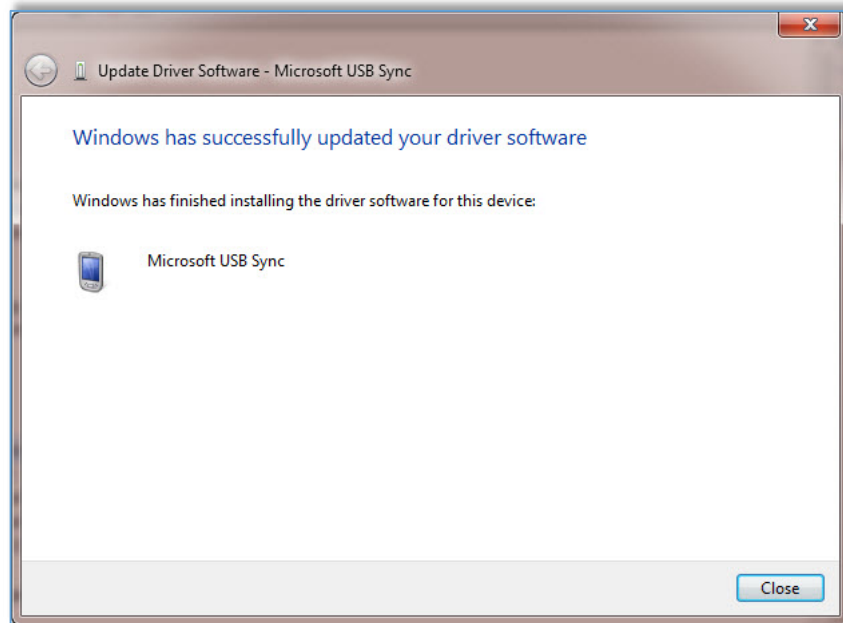 Update Driver Software - Microsoft USB Sync
Windows has successfully updated your driver software
Windows has finished installing the driver software for this device:
Microsoft USB Sync
Close